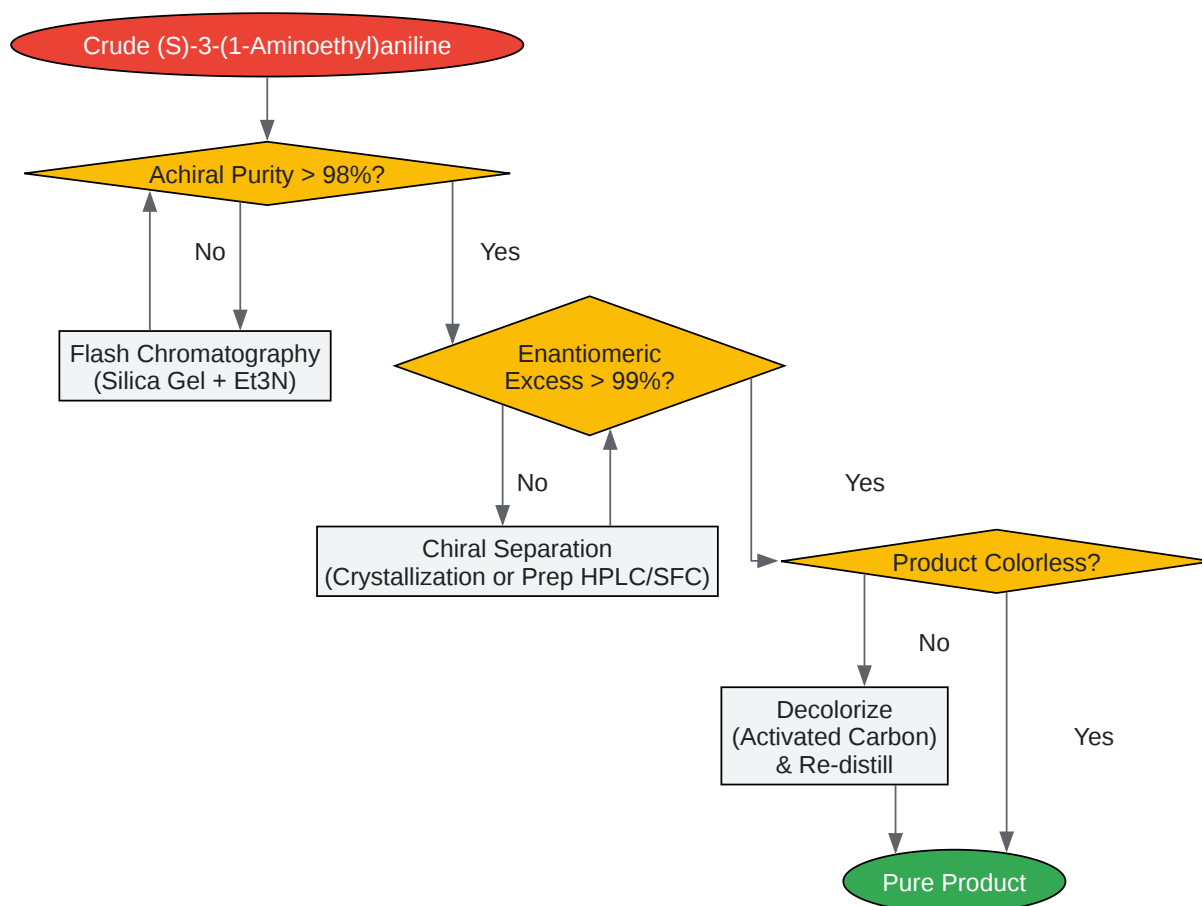 Crude (S)-3-(1-Aminoethyl)aniline
Achiral Purity > 98%?
No
Yes
Flash Chromatography
(Silica Gel + Et3N)
Enantiomeric
Excess > 99%?
No
Yes
Chiral Separation
(Crystallization or Prep HPLC/SFC)
Product Colorless?
No
Decolorize
(Activated Carbon)
& Re-distill
Yes
Pure Product